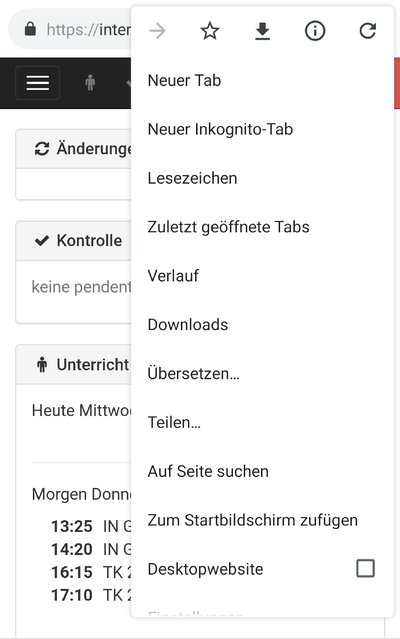 https://inter
Neuer Tab
Neuer Inkognito-Tab
Lesezeichen
Zuletzt geöffnete Tabs
Verlauf
Downloads
Übersetzen...
Teilen...
Auf Seite suchen
Zum Startbildschirm zufügen
Desktopwebsite
Einstellungen
Änderunge
Kontrolle
keine pendent
Unterricht
Heute Mittwo
Morgen Donn
13:25 IN G
14:20 IN G
16:15 TK 2
17:10 TK 2